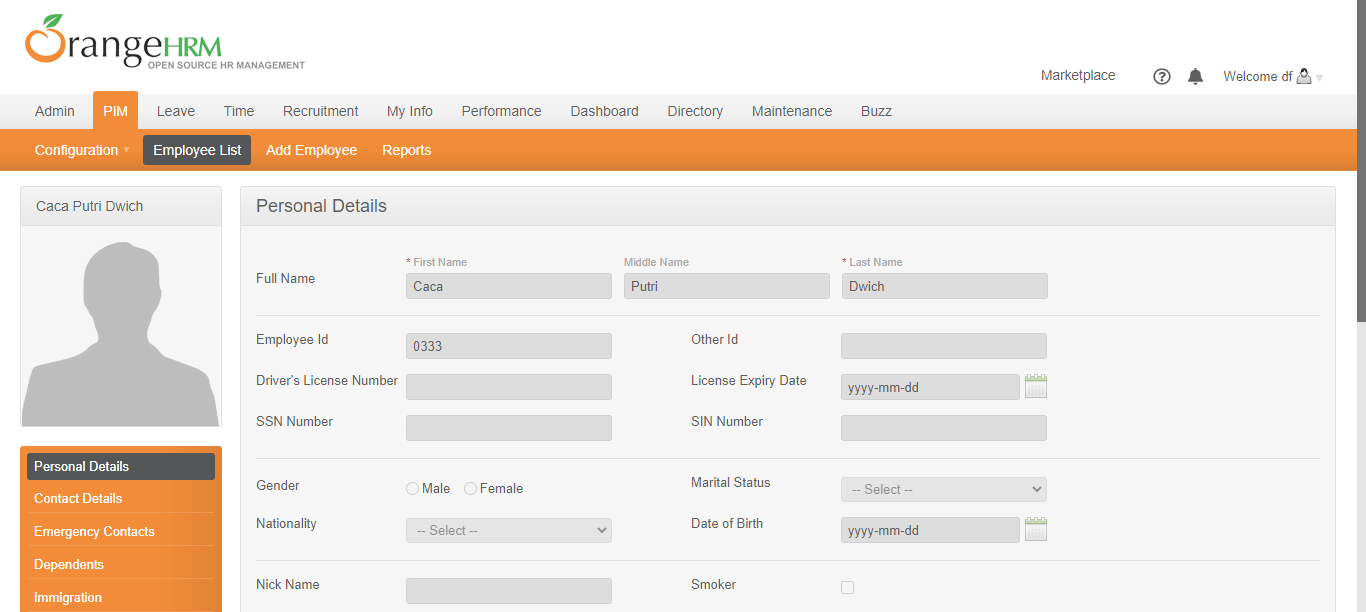 OrangeHRM
OPEN SOURCE HR MANAGEMENT
Marketplace ? Welcome df
Admin PIM Leave Time Recruitment My Info Performance Dashboard Directory Maintenance Buzz
Configuration Employee List Add Employee Reports
Caca Putri Dwich
Personal Details
* First Name Middle Name * Last Name
Full Name Caca Putri Dwich
Employee Id 0333 Other Id
Driver's License Number License Expiry Date yyyy-mm-dd
SSN Number SIN Number
Gender Male Female Marital Status -- Select --
Nationality -- Select -- Date of Birth yyyy-mm-dd
Nick Name Smoker
Personal Details
Contact Details
Emergency Contacts
Dependents
Immigration